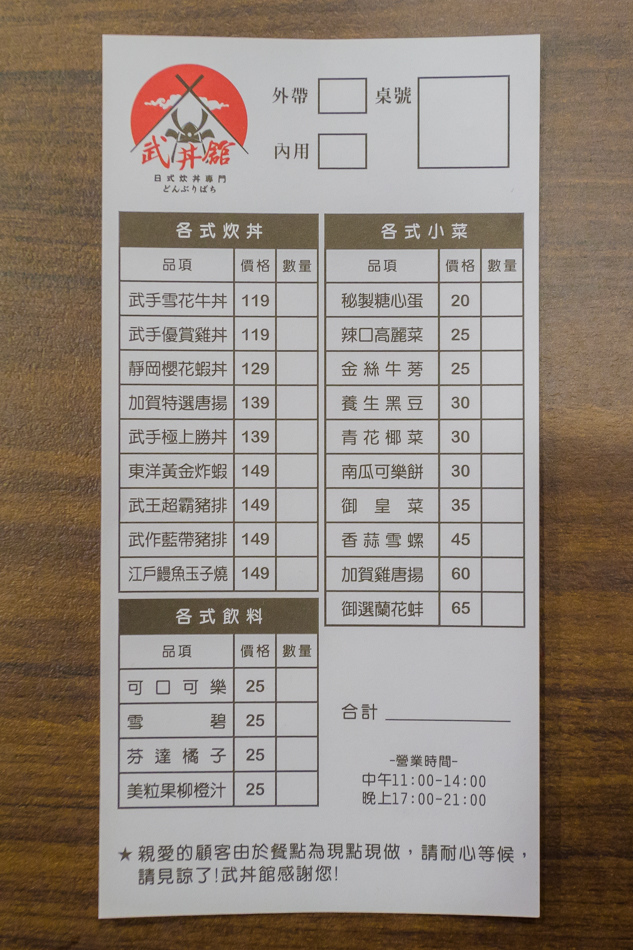 武丼館
日式炊丼專門
どんぶりばち
外帶
桌號
內用
各式炊丼
品項 價格 數量
武手雪花牛丼 119
武手優賞雞丼 119
靜岡櫻花蝦丼 129
加賀特選唐揚 139
武手極上勝丼 139
東洋黃金炸蝦 149
武王超霸豬排 149
武作藍帶豬排 149
江戶鰻魚玉子燒 149
各式小菜
品項 價格 數量
秘製糖心蛋 20
辣口高麗菜 25
金絲牛蒡 25
養生黑豆 30
青花椰菜 30
南瓜可樂餅 30
御皇菜 35
香蒜雪螺 45
加賀雞唐揚 60
御選蘭花蚌 65
各式飲料
品項 價格 數量
可口可樂 25
雪碧 25
芬達橘子 25
美粒果柳橙汁 25
合計
-營業時間-
中午11:00-14:00
晚上17:00-21:00
★親愛的顧客由於餐點為現點現做，請耐心等候，
請見諒了!武丼館感謝您!